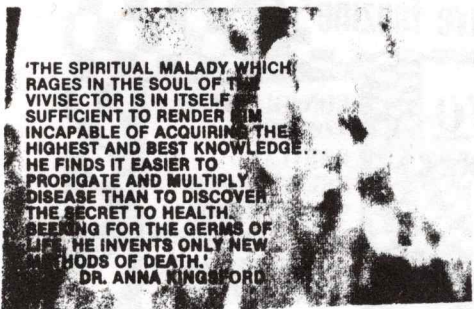 'THE SPIRITUAL MALADY WHICH
RAGES IN THE SOUL OF THE
VIVISECTOR IS IN ITSELF
SUFFICIENT TO RENDER HIM
INCAPABLE OF ACQUIRING THE
HIGHEST AND BEST KNOWLEDGE...
HE FINDS IT EASIER TO
PROPIGATE AND MULTIPLY
DISEASE THAN TO DISCOVER
THE SECRET TO HEALTH.
SEEKING FOR THE GERMS OF
LIFE, HE INVENTS ONLY NEW
METHODS OF DEATH.'
DR. ANNA KINGSFORD